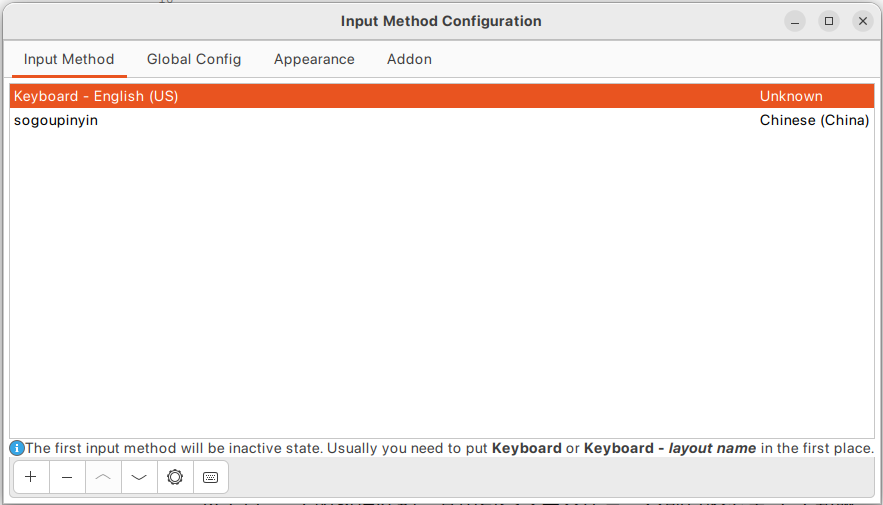 Input Method Configuration
Input Method Global Config Appearance Addon
Keyboard - English (US) Unknown
sogoupinyin Chinese (China)
The first input method will be inactive state. Usually you need to put Keyboard or Keyboard - layout name in the first place.